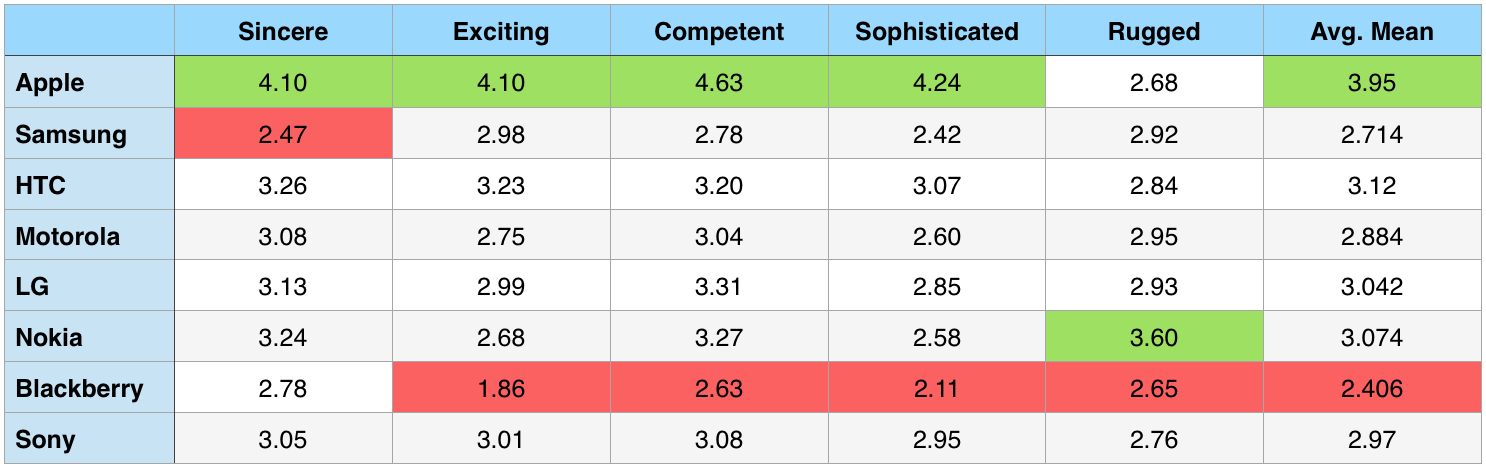 Sincere Exciting Competent Sophisticated Rugged Avg. Mean
Apple 4.10 4.10 4.63 4.24 2.68 3.95
Samsung 2.47 2.98 2.78 2.42 2.92 2.714
HTC 3.26 3.23 3.20 3.07 2.84 3.12
Motorola 3.08 2.75 3.04 2.60 2.95 2.884
LG 3.13 2.99 3.31 2.85 2.93 3.042
Nokia 3.24 2.68 3.27 2.58 3.60 3.074
Blackberry 2.78 1.86 2.63 2.11 2.65 2.406
Sony 3.05 3.01 3.08 2.95 2.76 2.97